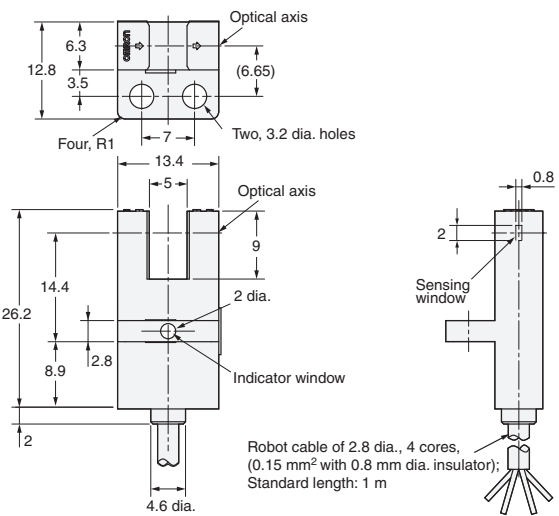 Optical axis
OMRON
6.3
12.8
(6.65)
3.5
Two, 3.2 dia. holes
7
Four, R1
13.4
5
Optical axis
0.8
9
2
14.4
Sensing
window
26.2
2 dia.
2.8
8.9
Indicator window
2
Robot cable of 2.8 dia., 4 cores,
(0.15 mm² with 0.8 mm dia. insulator);
Standard length: 1 m
4.6 dia.